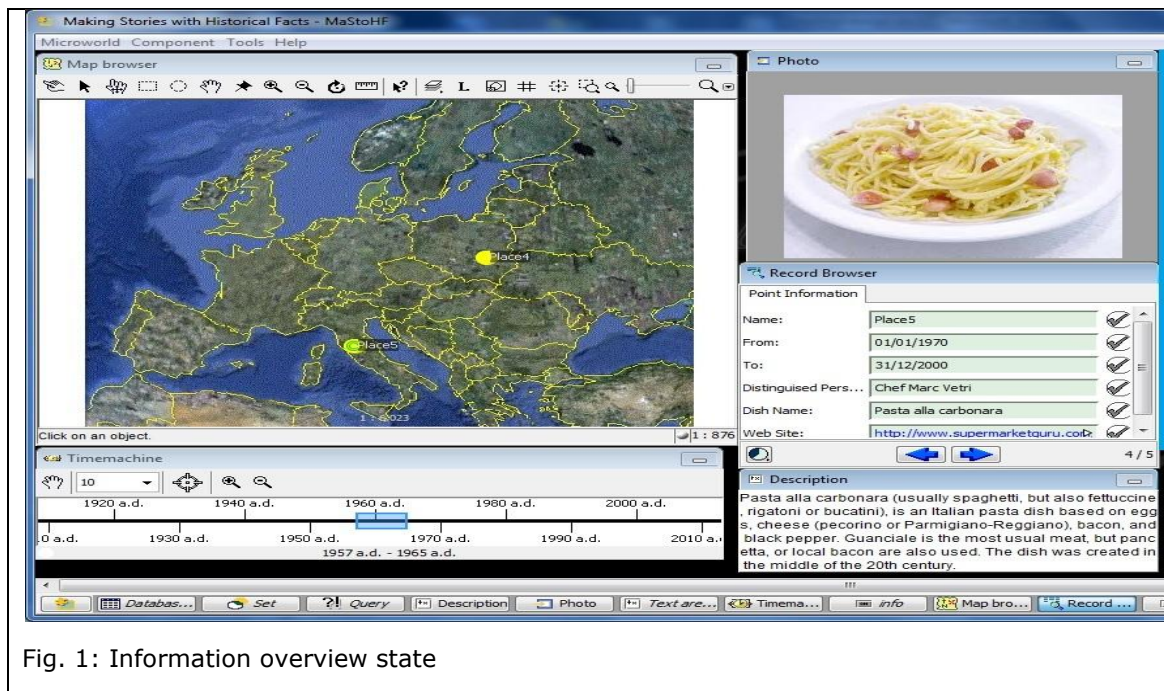 Making Stories with Historical Facts - MaStoHF
Microworld Component Tools Help
Map browser
L
Place4
Place5
Click on an object.
1 : 876
Photo
Record Browser
Point Information
Name: Place5
From: 01/01/1970
To: 31/12/2000
Distinguised Pers... Chef Marc Vetri
Dish Name: Pasta alla carbonara
Web Site: http://www.supermarketguru.co
4 / 5
Timemachine
10
1920 a.d. 1940 a.d. 1960 a.d. 1980 a.d. 2000 a.d.
.0 a.d. 1930 a.d. 1950 a.d. 1970 a.d. 1990 a.d. 2010 a.
1957 a.d. - 1965 a.d.
Description
Pasta alla carbonara (usually spaghetti, but also fettuccine
, rigatoni or bucatini), is an Italian pasta dish based on egg
s, cheese (pecorino or Parmigiano-Reggiano), bacon, and
black pepper. Guanciale is the most usual meat, but panc
etta, or local bacon are also used. The dish was created in
the middle of the 20th century.
Databas... Set ?! Query Description Photo Text are... Timema... info Map bro... Record ...
Fig. 1: Information overview state